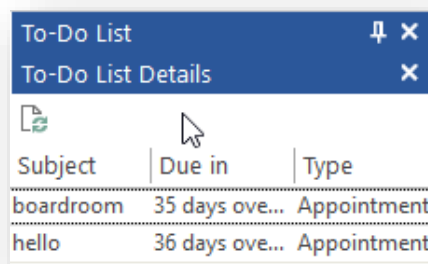 To-Do List
To-Do List Details
Subject Due in Type
boardroom 35 days ove... Appointment
hello 36 days ove... Appointment